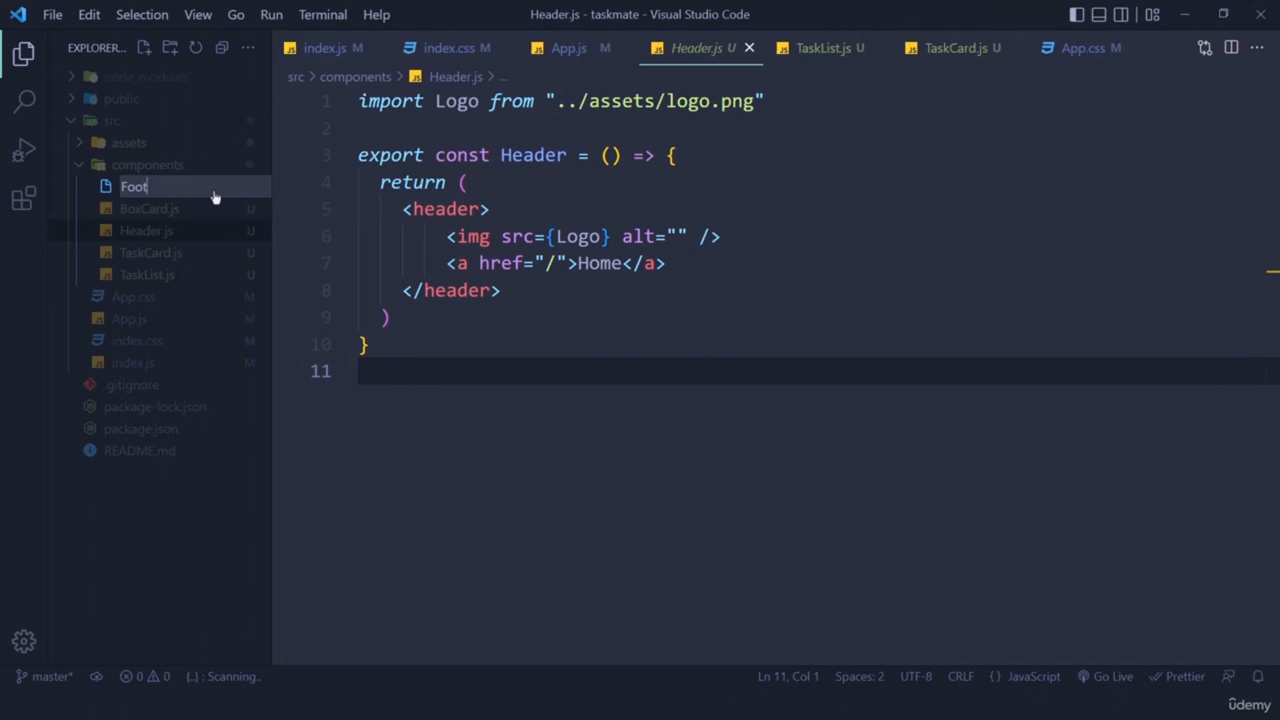 File Edit Selection View Go Run Terminal Help Header.js - taskmate - Visual Studio Code
EXPLORER... ...
index.js M index.css M App.js M Header.js U TaskList.js U TaskCard.js U App.css M ...
src > components > Header.js > ...
node_modules
public
src
assets
components
Foot
BoxCard.js U
Header.js U
TaskCard.js U
TaskList.js U
App.css M
App.js M
index.css M
index.js M
.gitignore
package-lock.json
package.json
README.md
1 import Logo from "../assets/logo.png"
2
3 export const Header = () => {
4 return (
5 <header>
6 <img src={Logo} alt="" />
7 <a href="/">Home</a>
8 </header>
9 )
10 }
11
master* 0 0 {..} : Scanning.. Ln 11, Col 1 Spaces: 2 UTF-8 CRLF {} JavaScript Go Live Prettier
ûdemy